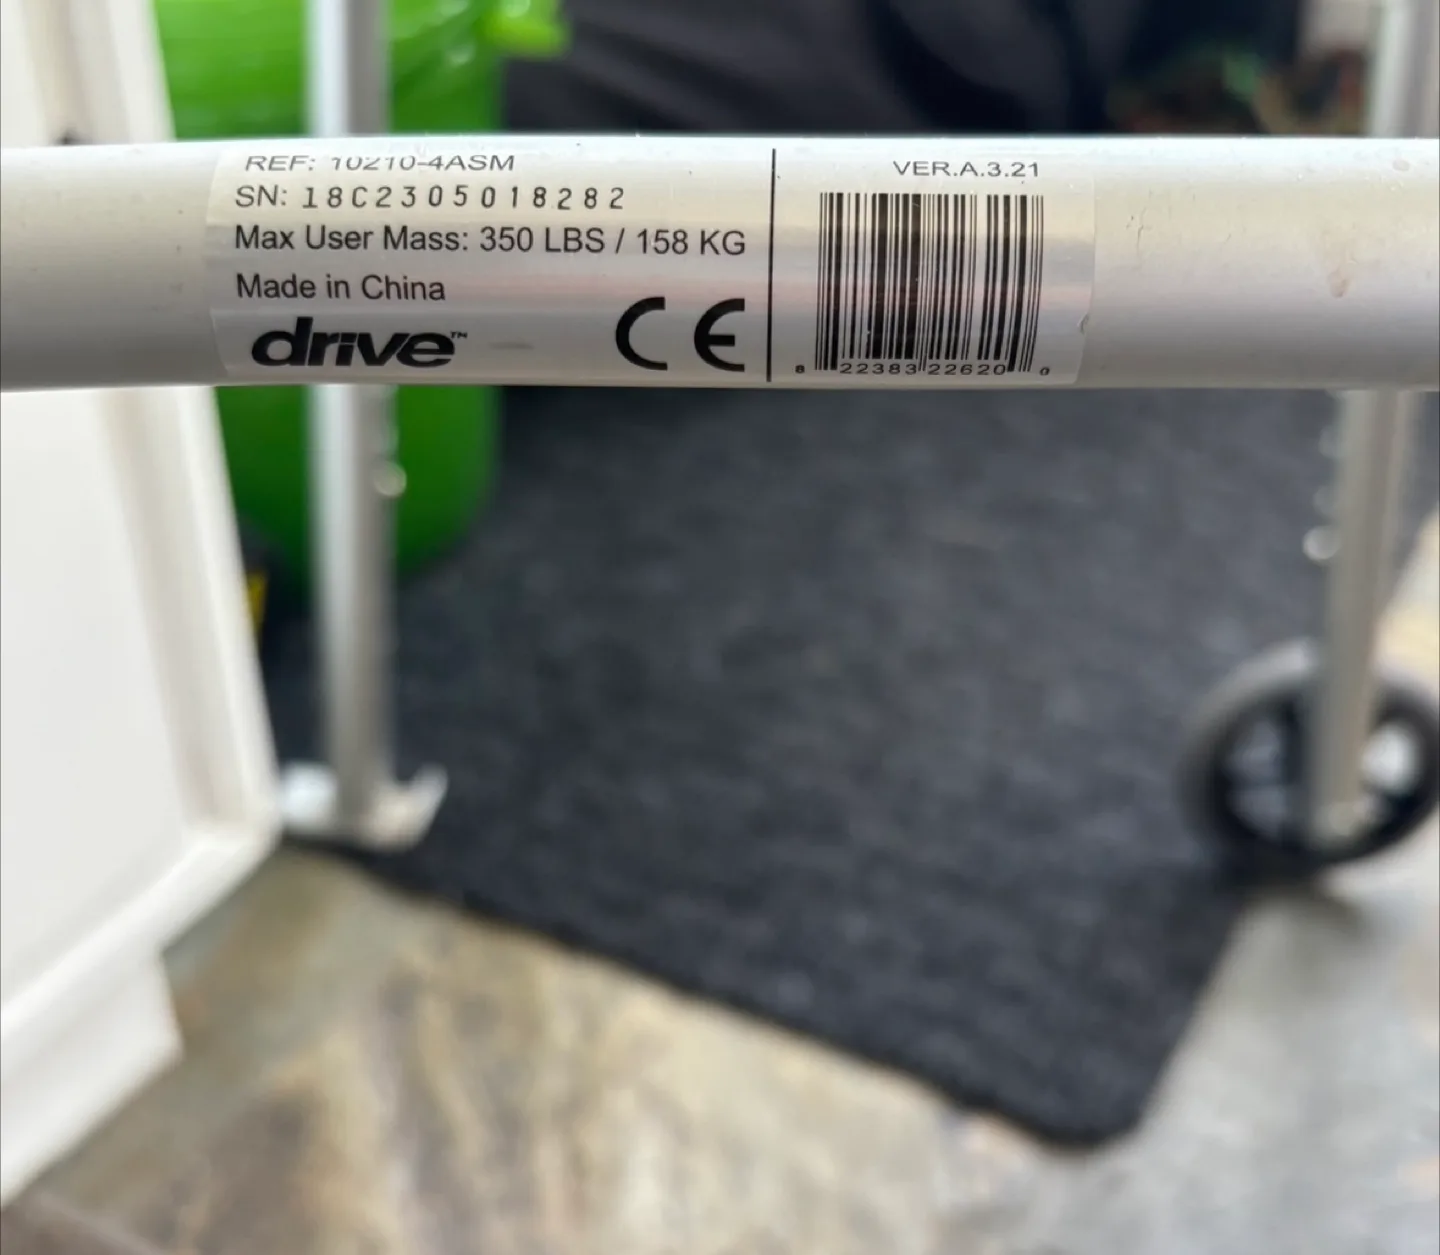 REF: 10210-4ASM
SN: 18C2305018282
Max User Mass: 350 LBS / 158 KG
Made in China
drive™
CE
VER.A.3.21
8 22383 22620 0